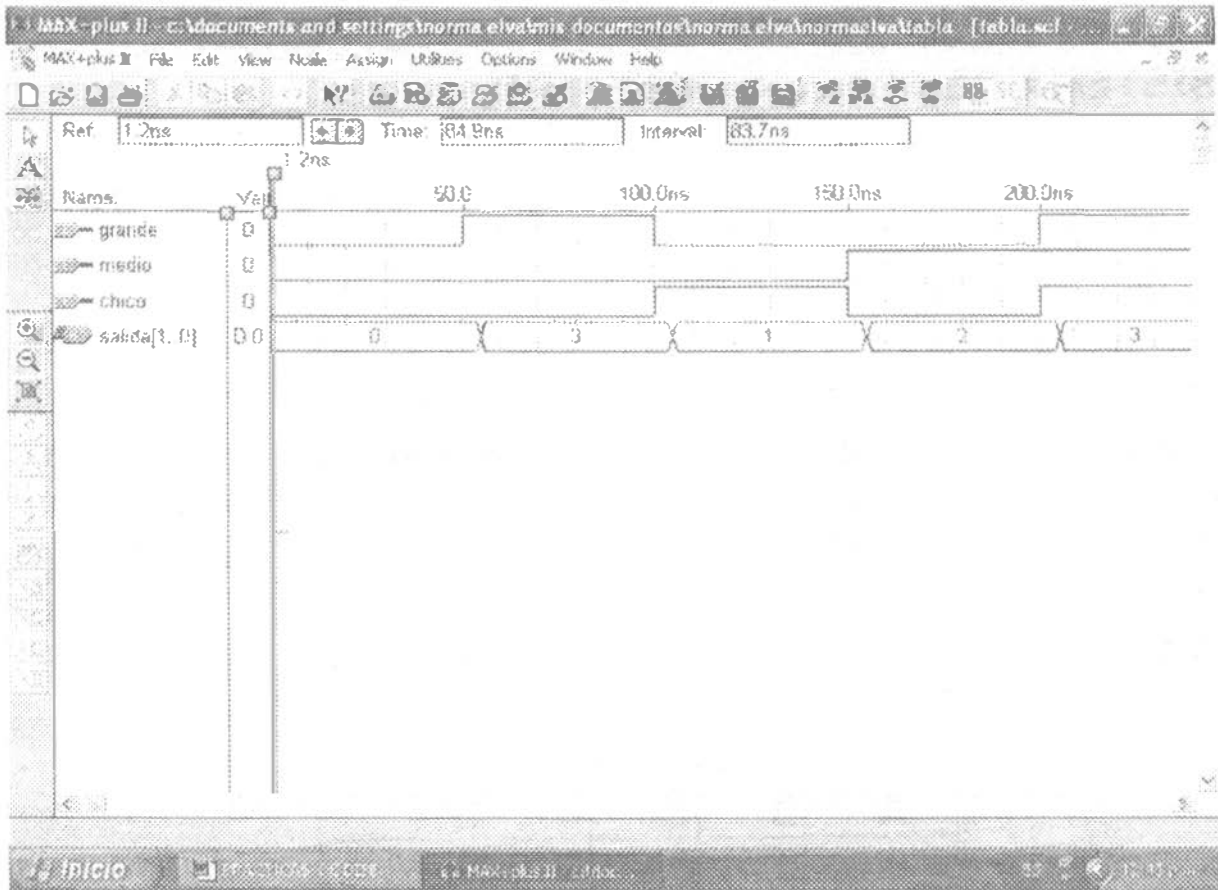 MAX+plus II - c:\documents and settings\norma elva\mis documentos\norma elva\normaelva\tabla - [tabla.scf
MAX+plus II File Edit View Node Assign Utilities Options Window Help
Ref: 1.2ns Time: 84.9ns Interval: 83.7ns
1.2ns
Name: Val 50.0 100.0ns 150.0ns 200.0ns
grande 0
medio 0
chico 0
salida[1..0] D 0 0 3 1 2 3
Inicio MAX+plus II